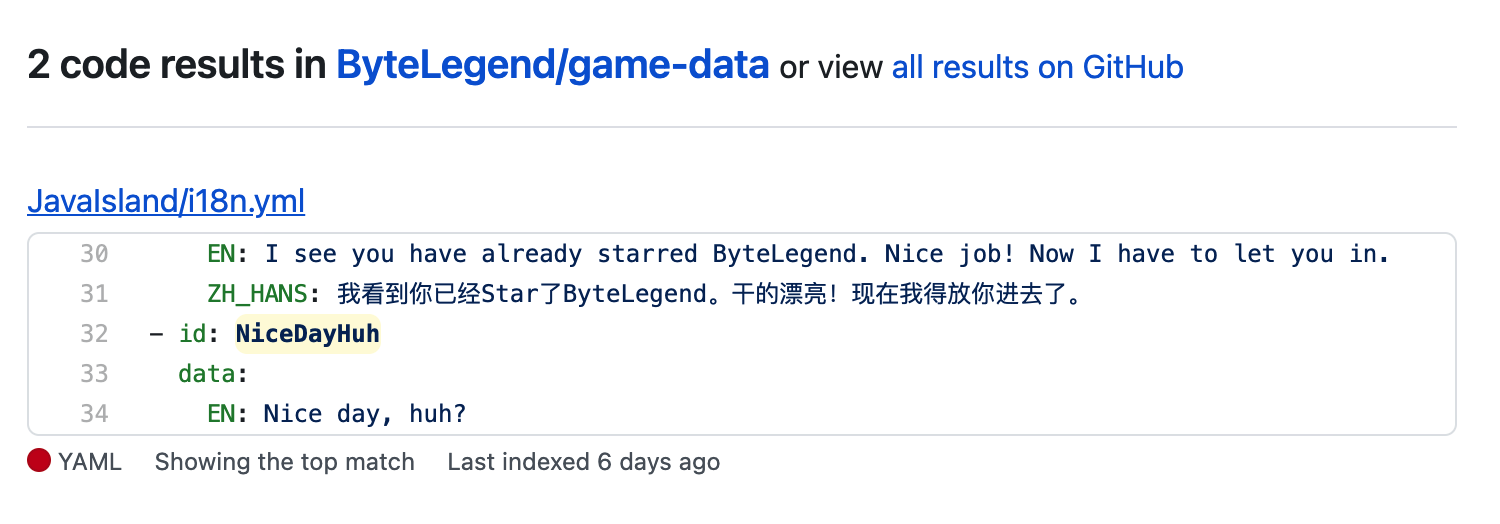 2 code results in ByteLegend/game-data or view all results on GitHub
JavaIsland/i18n.yml
30 EN: I see you have already starred ByteLegend. Nice job! Now I have to let you in.
31 ZH_HANS: 我看到你已经Star了ByteLegend。干的漂亮！现在我得放你进去了。
32 - id: NiceDayHuh
33 data:
34 EN: Nice day, huh?
YAML Showing the top match Last indexed 6 days ago